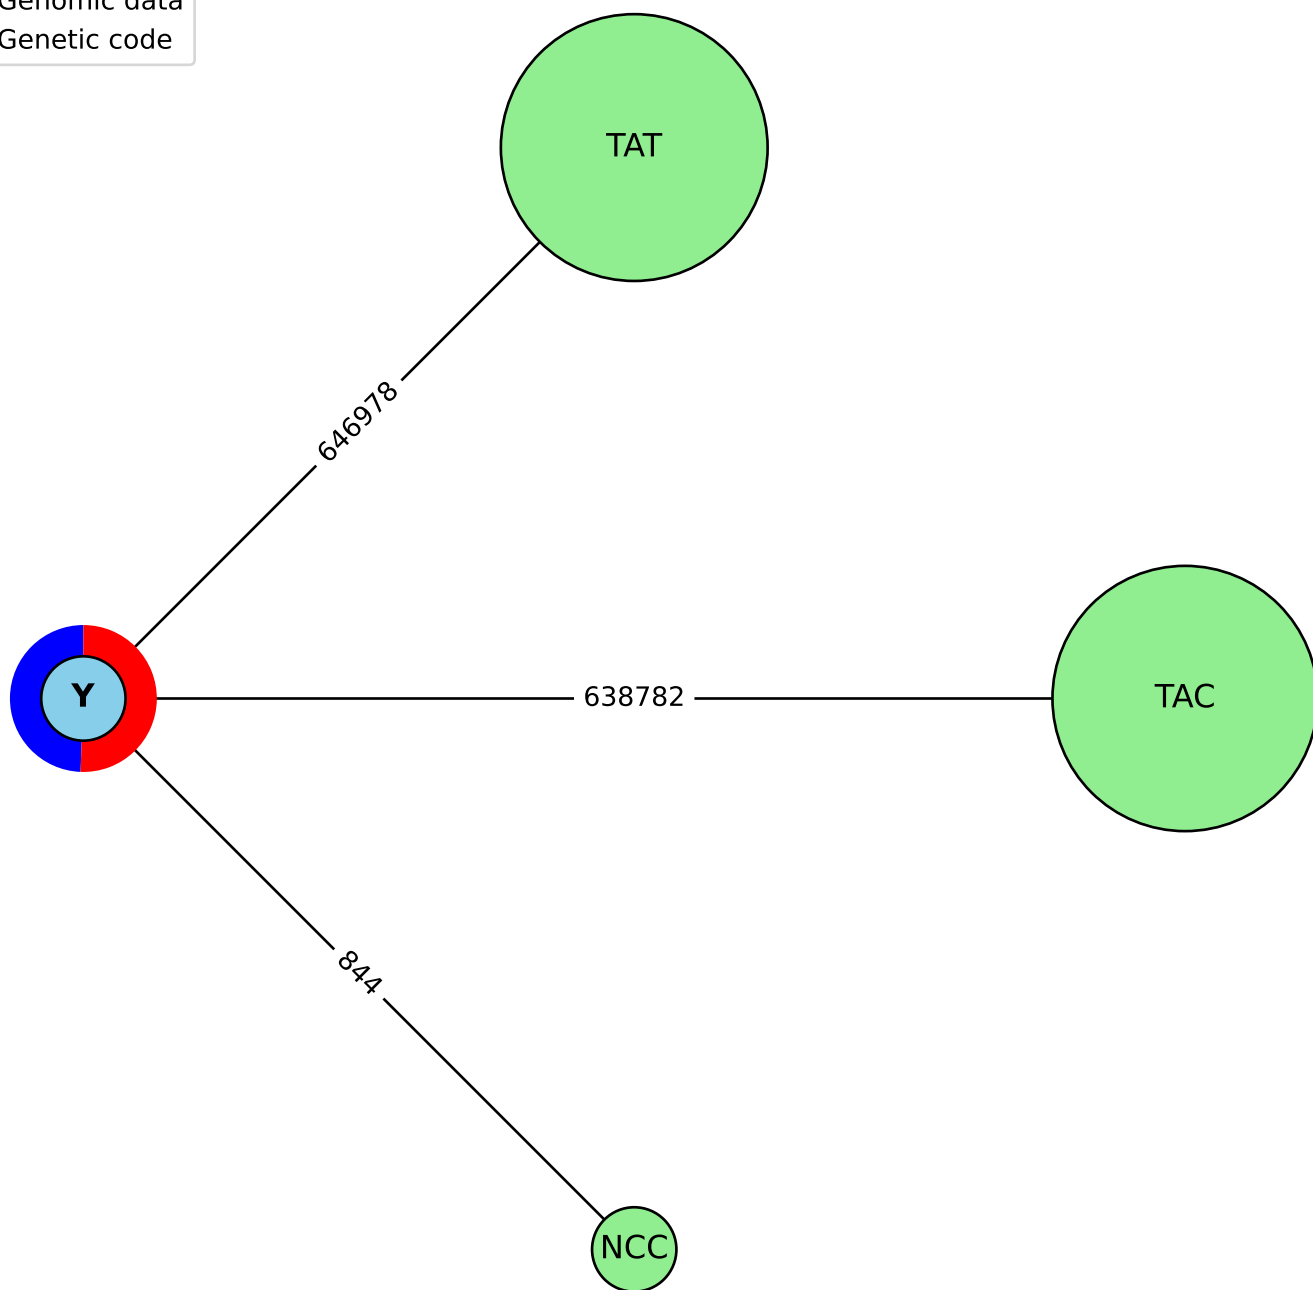 Genomic data
Genetic code
TAT
646978
Y
638782
TAC
844
NCC